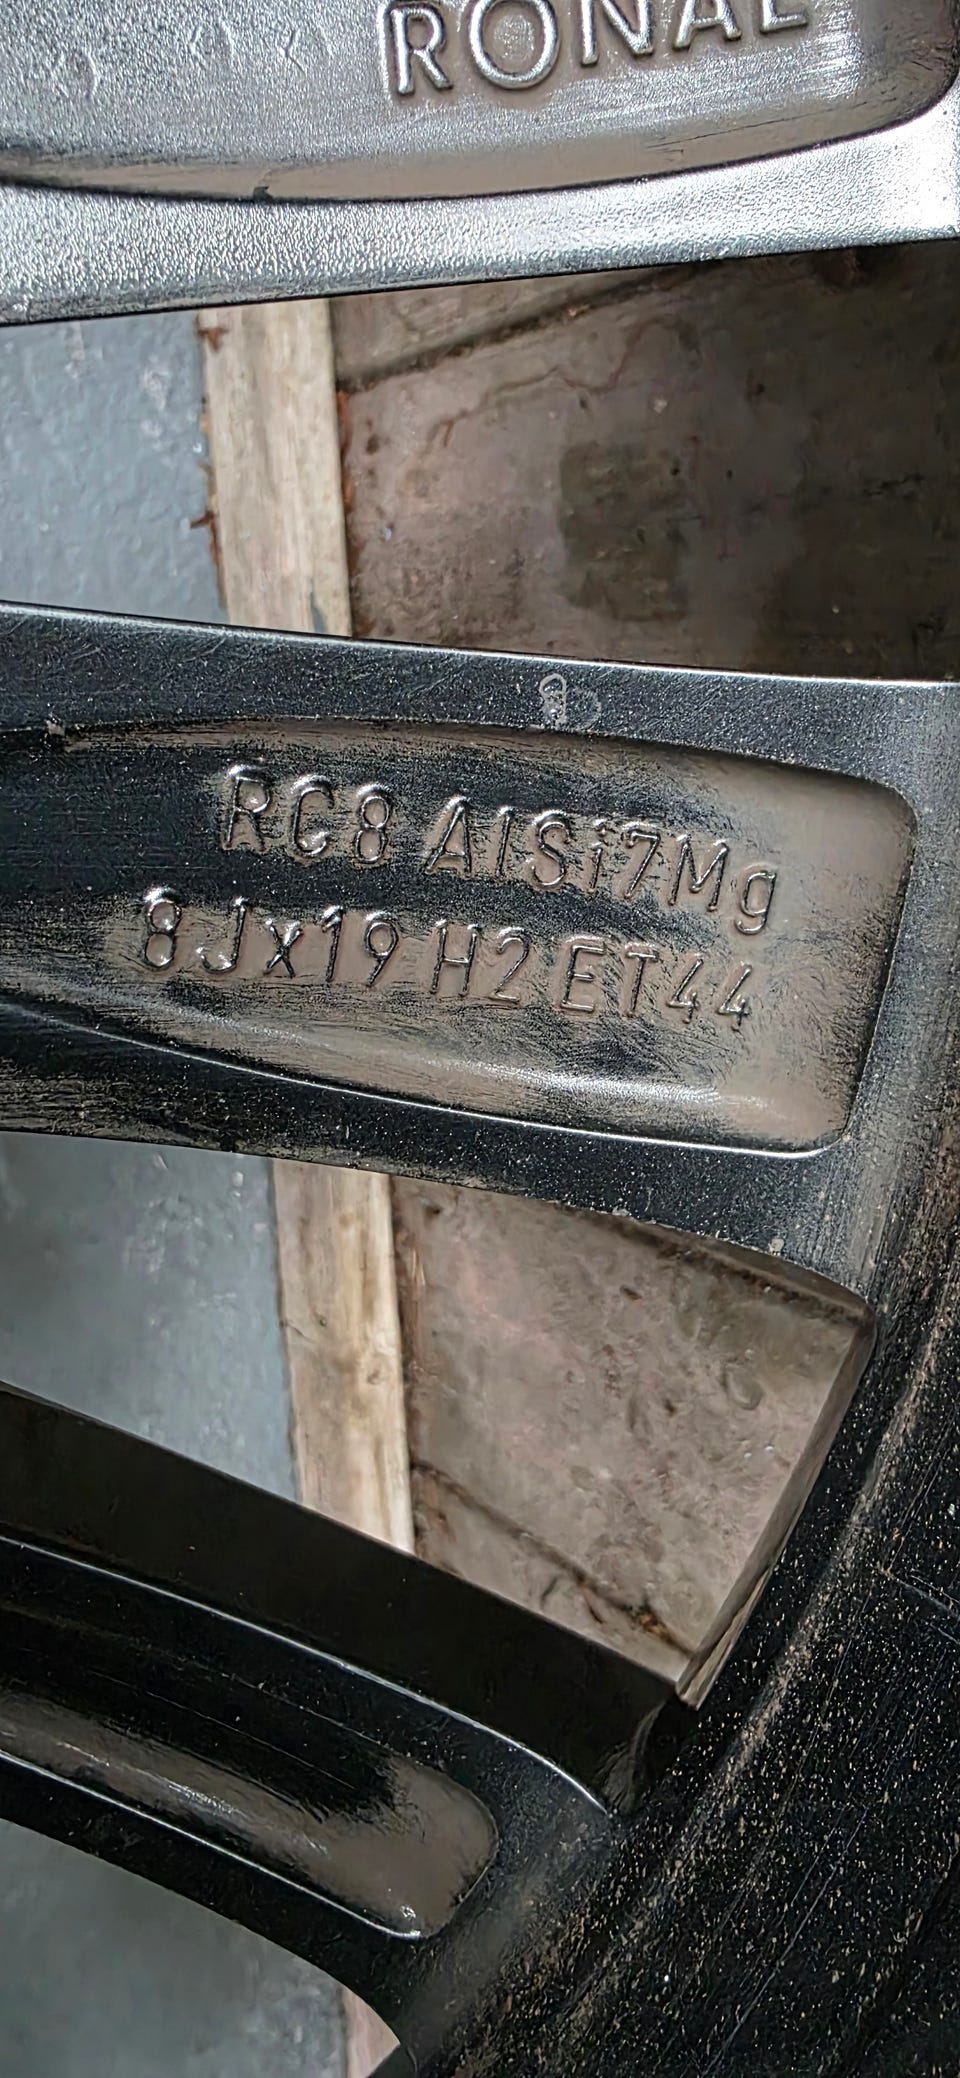 RONAL
RC8 AlSi7Mg
8Jx19 H2 ET44